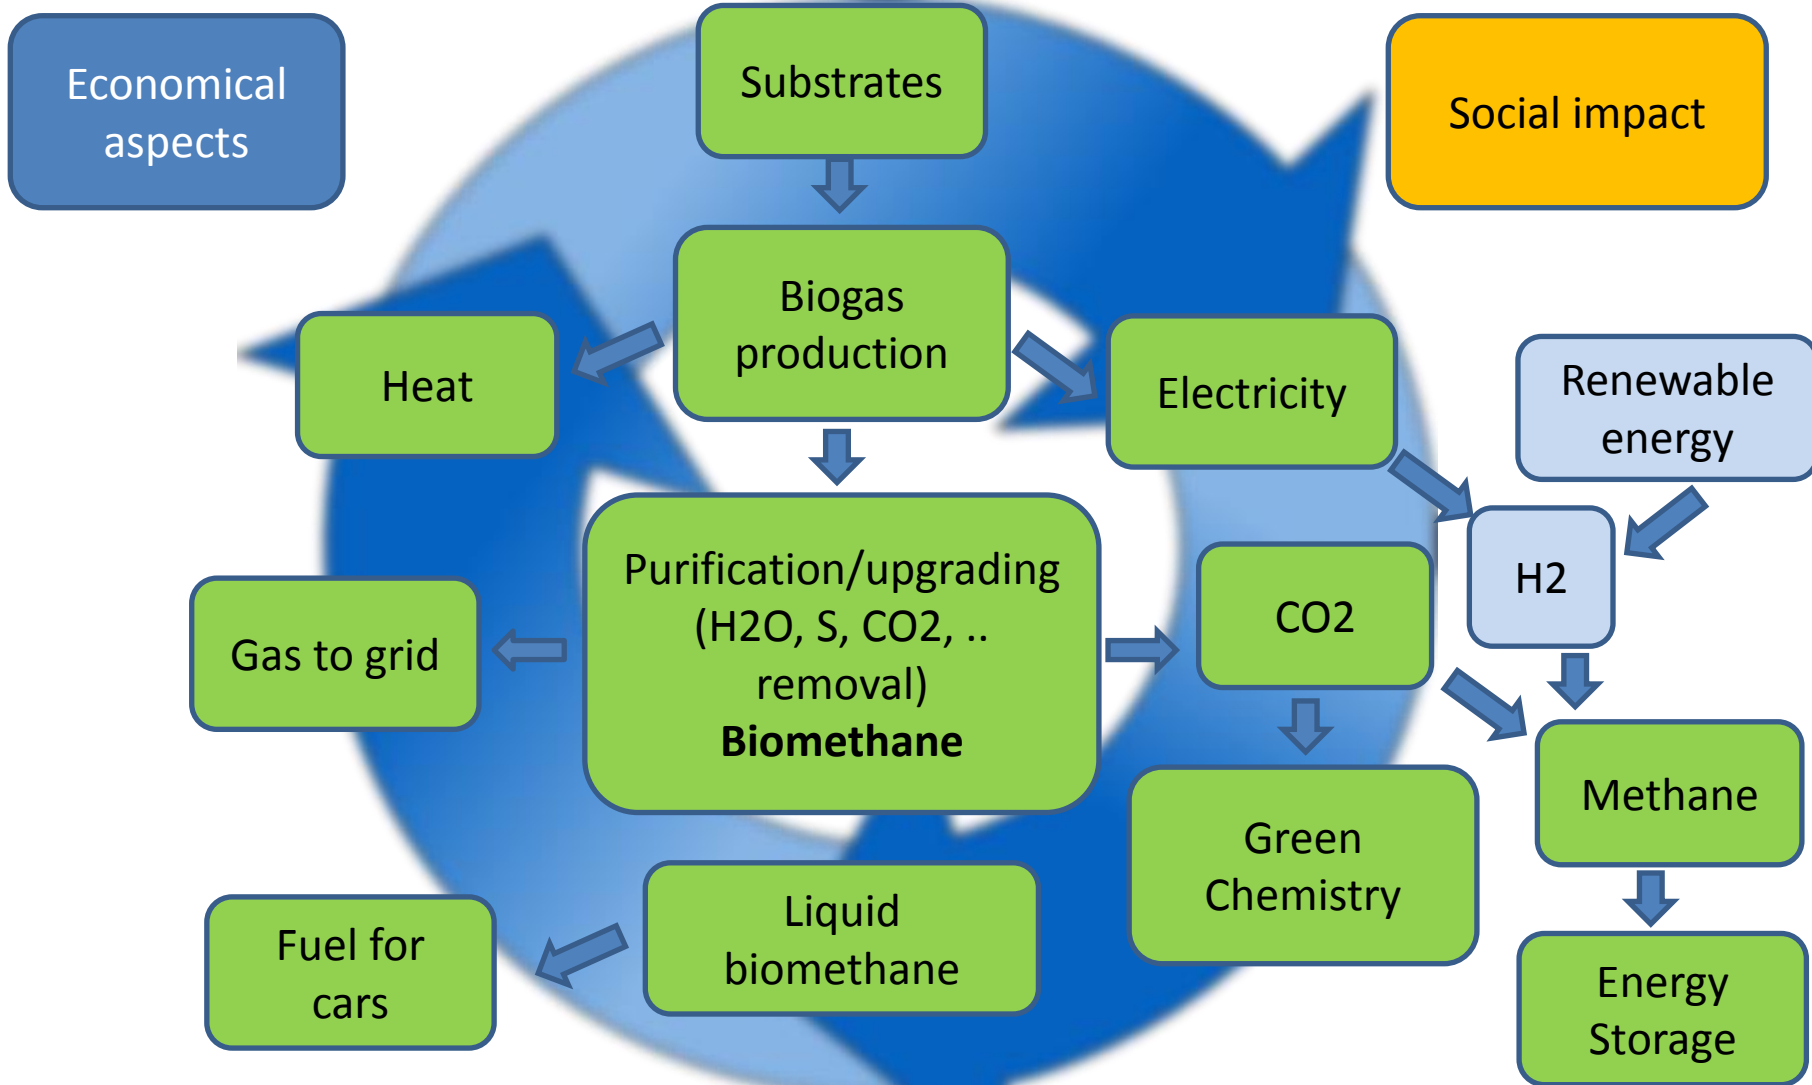 Economical
aspects
Substrates
Social impact
Biogas
production
Heat
Electricity
Renewable
energy
Purification/upgrading
(H2O, S, CO2, ..
removal)
Biomethane
H2
CO2
Gas to grid
Methane
Green
Chemistry
Liquid
biomethane
Fuel for
cars
Energy
Storage